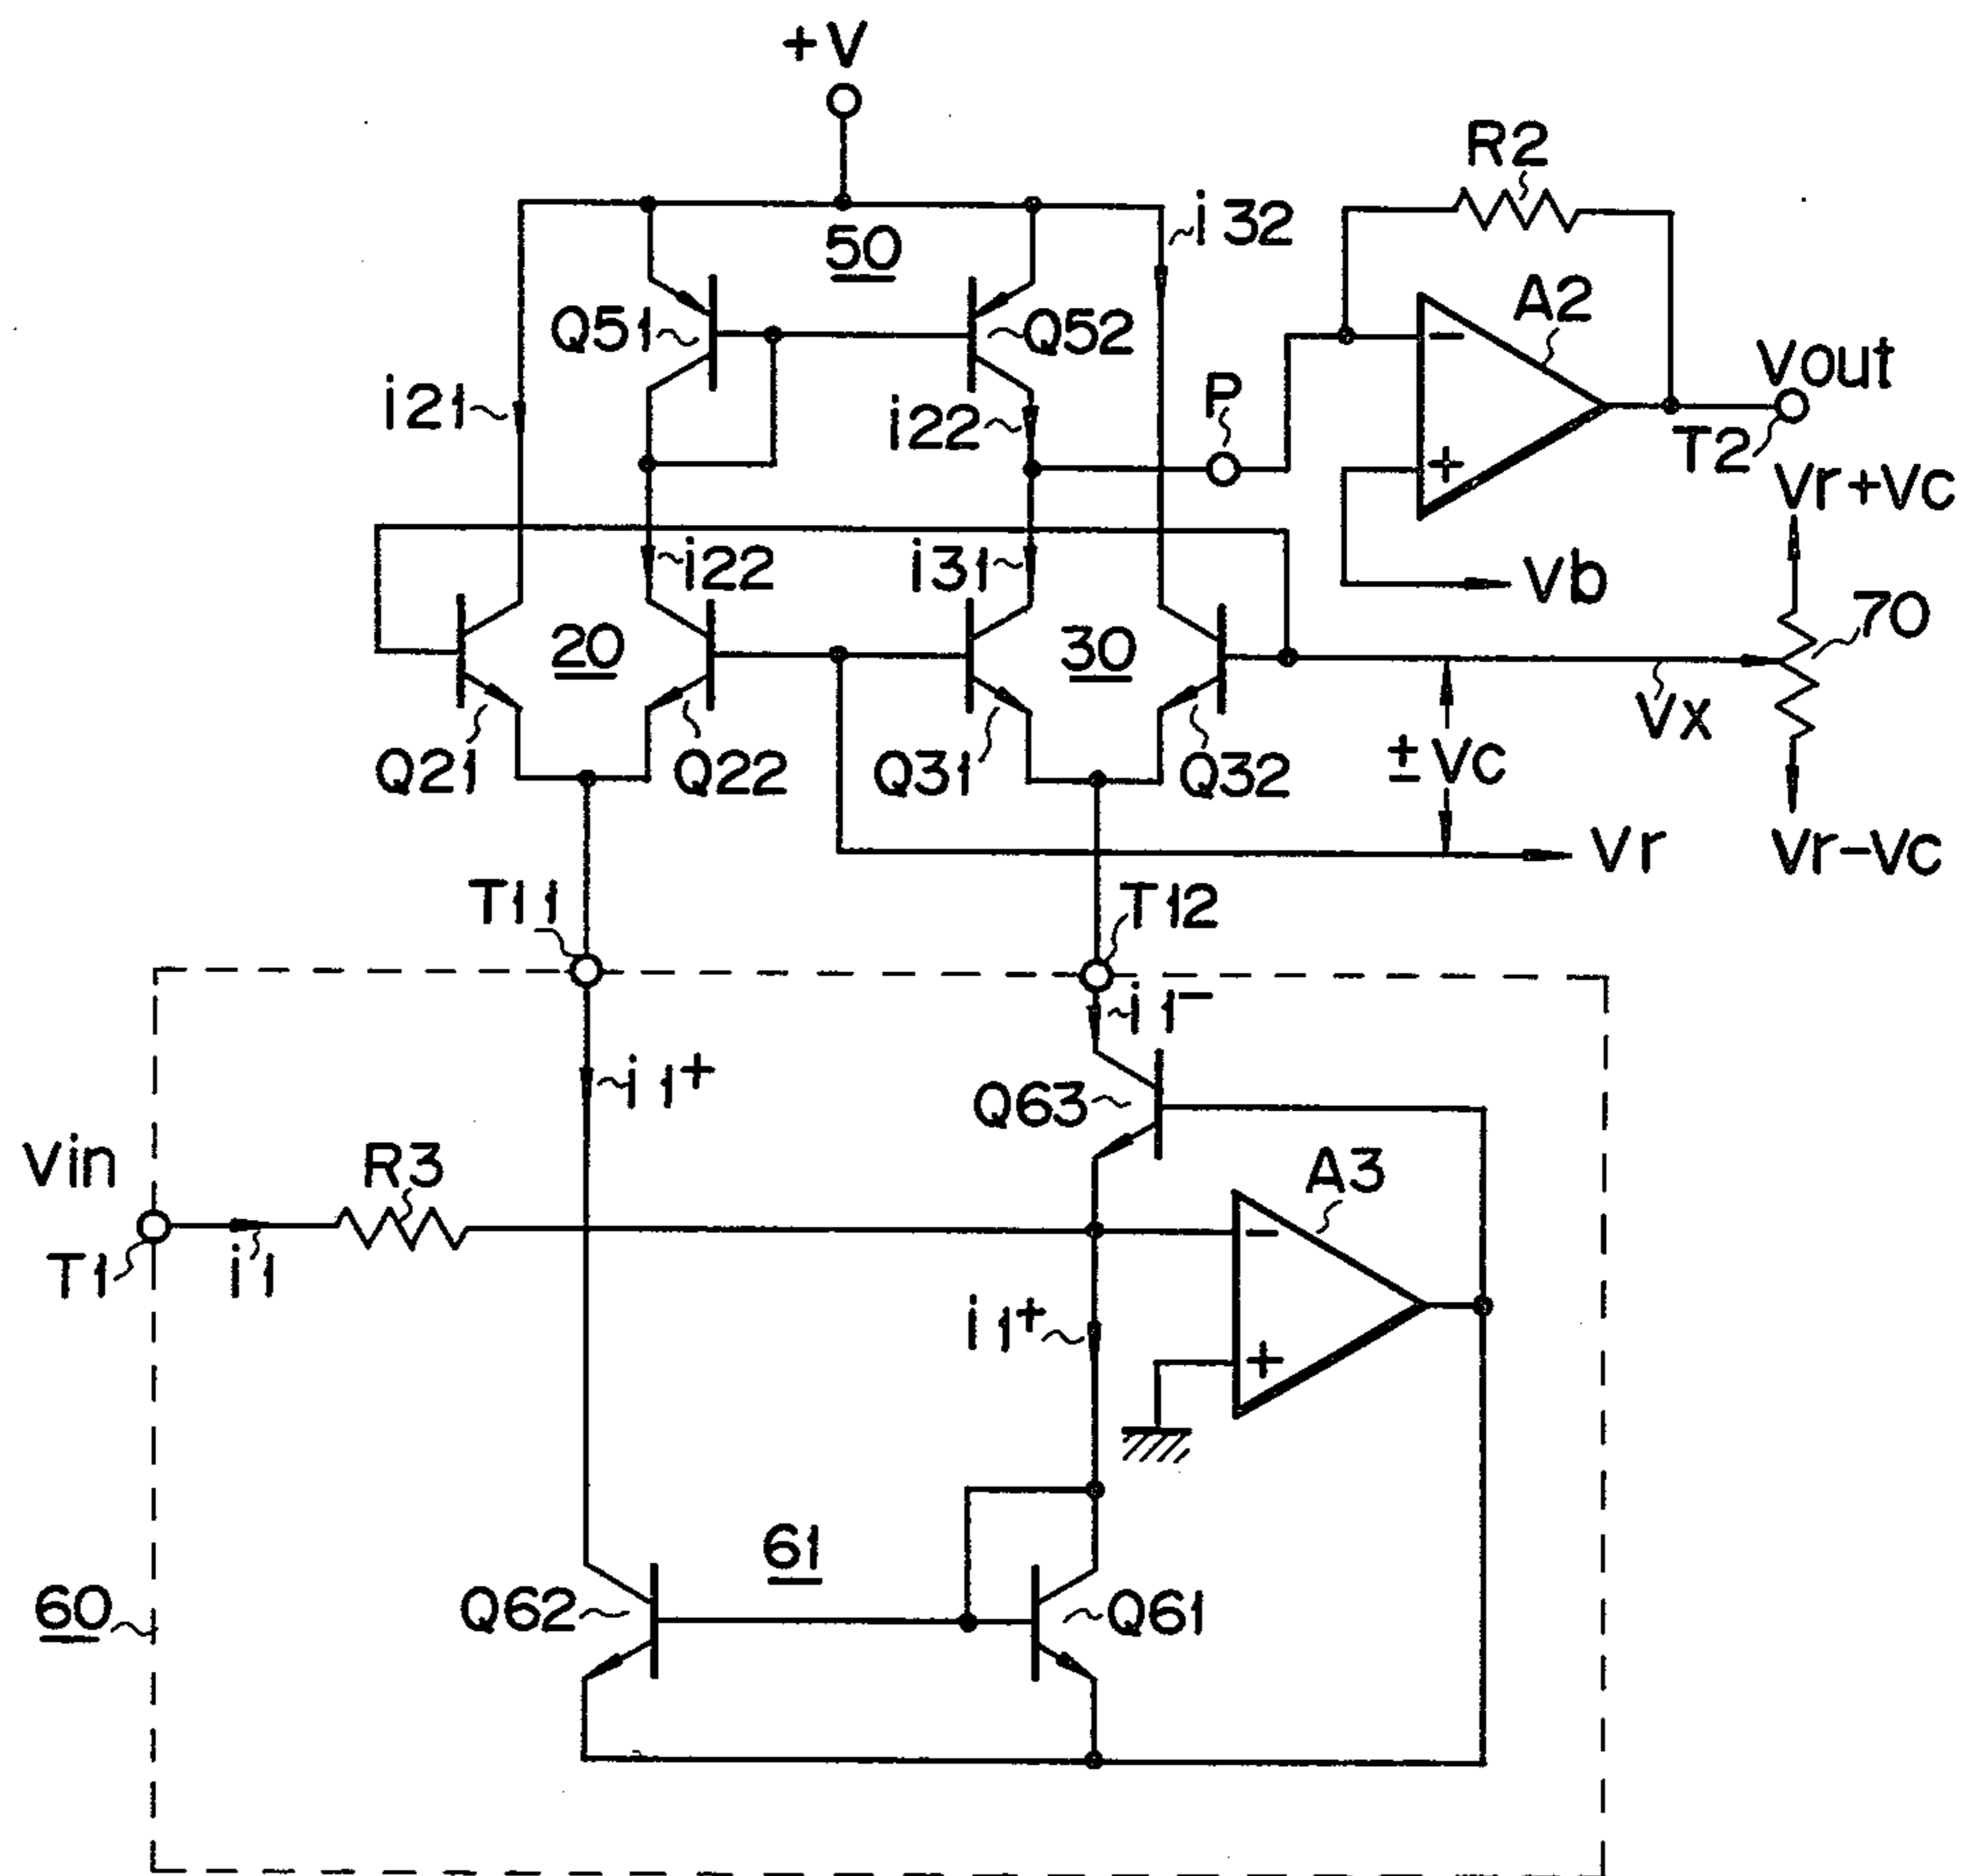 +V
R2
i32
50
A2
Q51
Q52
Vout
i21
i22
P
T2
Vr+Vc
i22
i31
Vb
70
20
30
Vx
Q21
Q22
Q31
Q32
±Vc
Vr
Vr-Vc
T11
T12
i1-
i1+
Q63
Vin
R3
A3
T1
i1
i1+
61
Q62
Q61
60
-
+
-
+